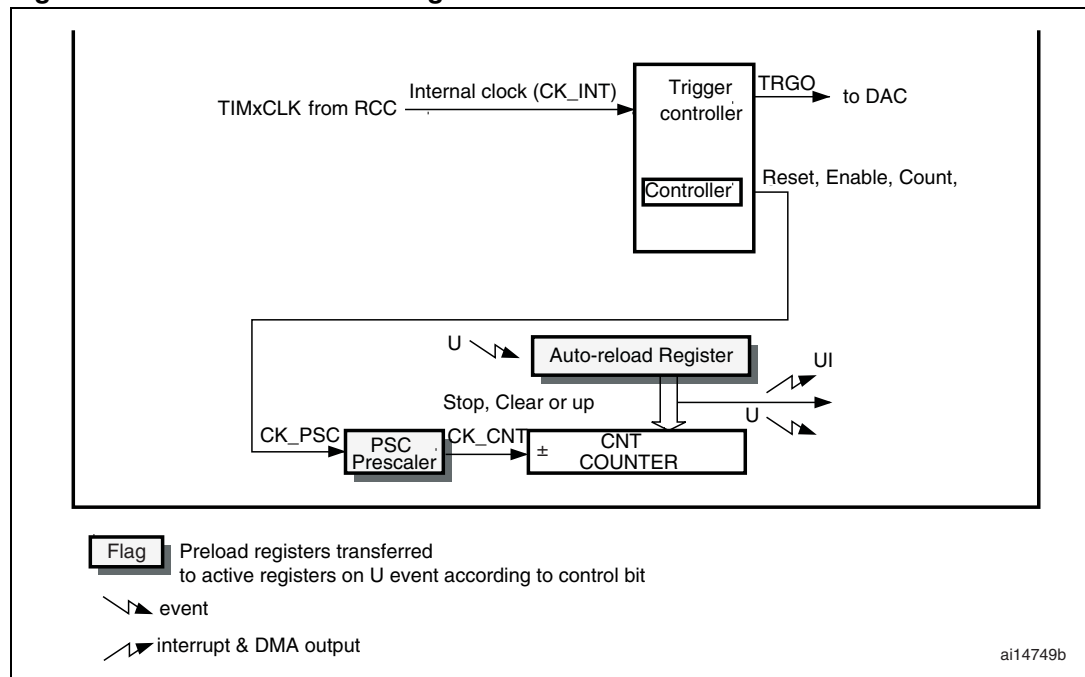 Internal clock (CK_INT)
TIMxCLK from RCC
Trigger
controller
TRGO
to DAC
Controller
Reset, Enable, Count,
U
Auto-reload Register
UI
Stop, Clear or up
U
CK_PSC
PSC
Prescaler
CK_CNT
±
CNT
COUNTER
Flag
Preload registers transferred
to active registers on U event according to control bit
event
interrupt & DMA output
ai14749b